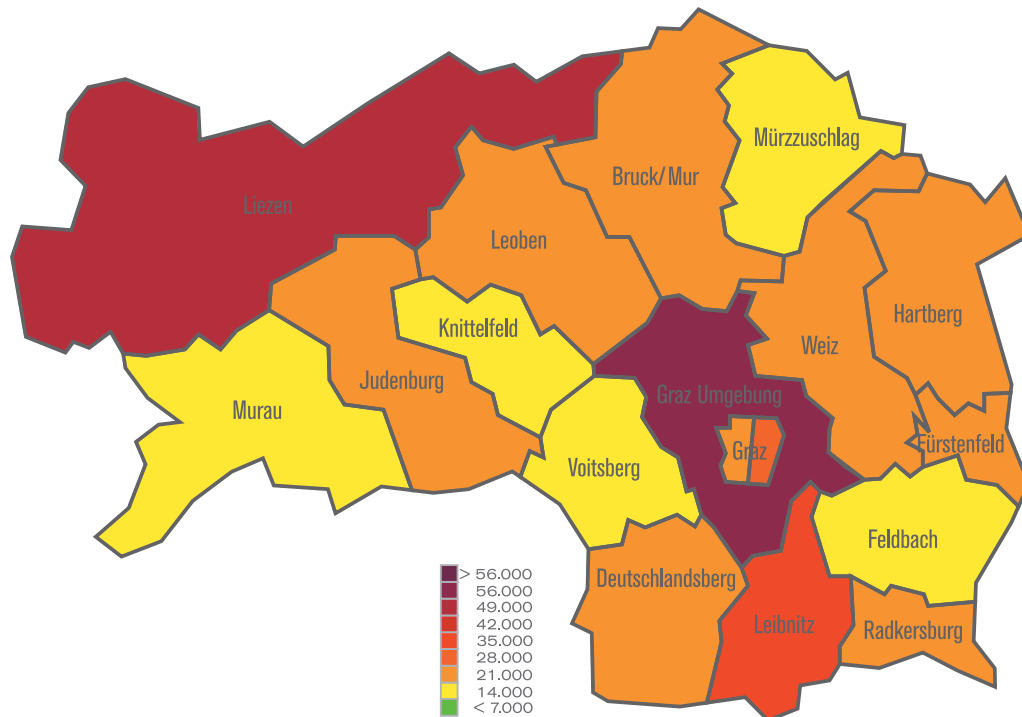 Mürzzuschlag
Bruck/Mur
Liezen
Leoben
Hartberg
Knittelfeld
Weiz
Judenburg
Graz Umgebung
Murau
Fürstenfeld
Graz
Voitsberg
Feldbach
Deutschlandsberg
Leibnitz
Radkersburg
> 56.000
56.000
49.000
42.000
35.000
28.000
21.000
14.000
< 7.000